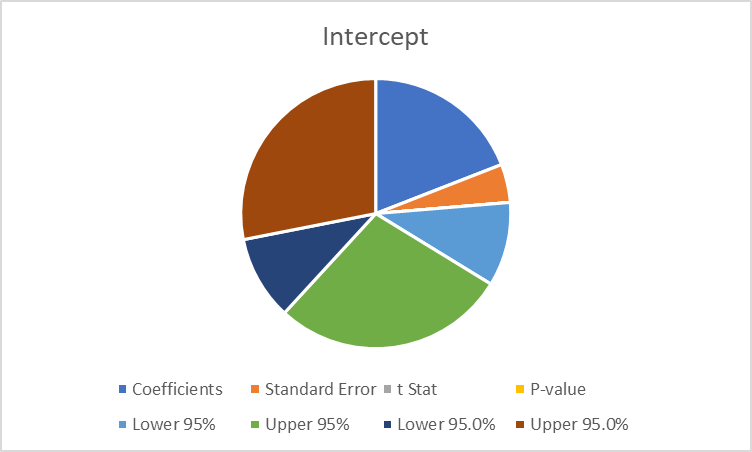 Intercept
Coefficients Standard Error t Stat P-value
Lower 95% Upper 95% Lower 95.0% Upper 95.0%